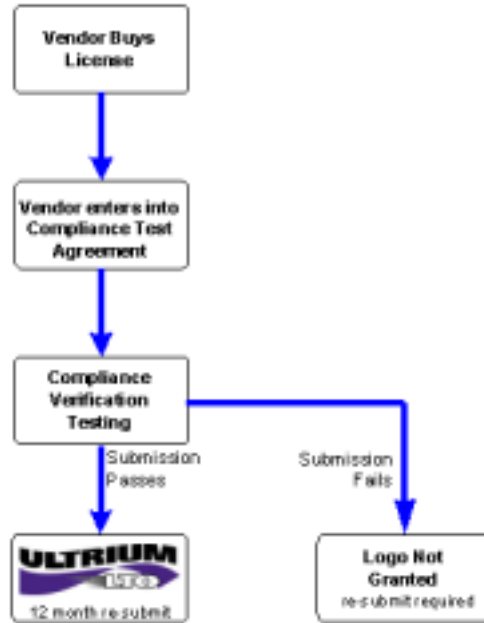 Vendor Buys
License
Vendor enters into
Compliance Test
Agreement
Compliance
Verification
Testing
Submission
Passes
Submission
Fails
ULTRIUM
LTO
12 month re-submit
Logo Not
Granted
re-submit required